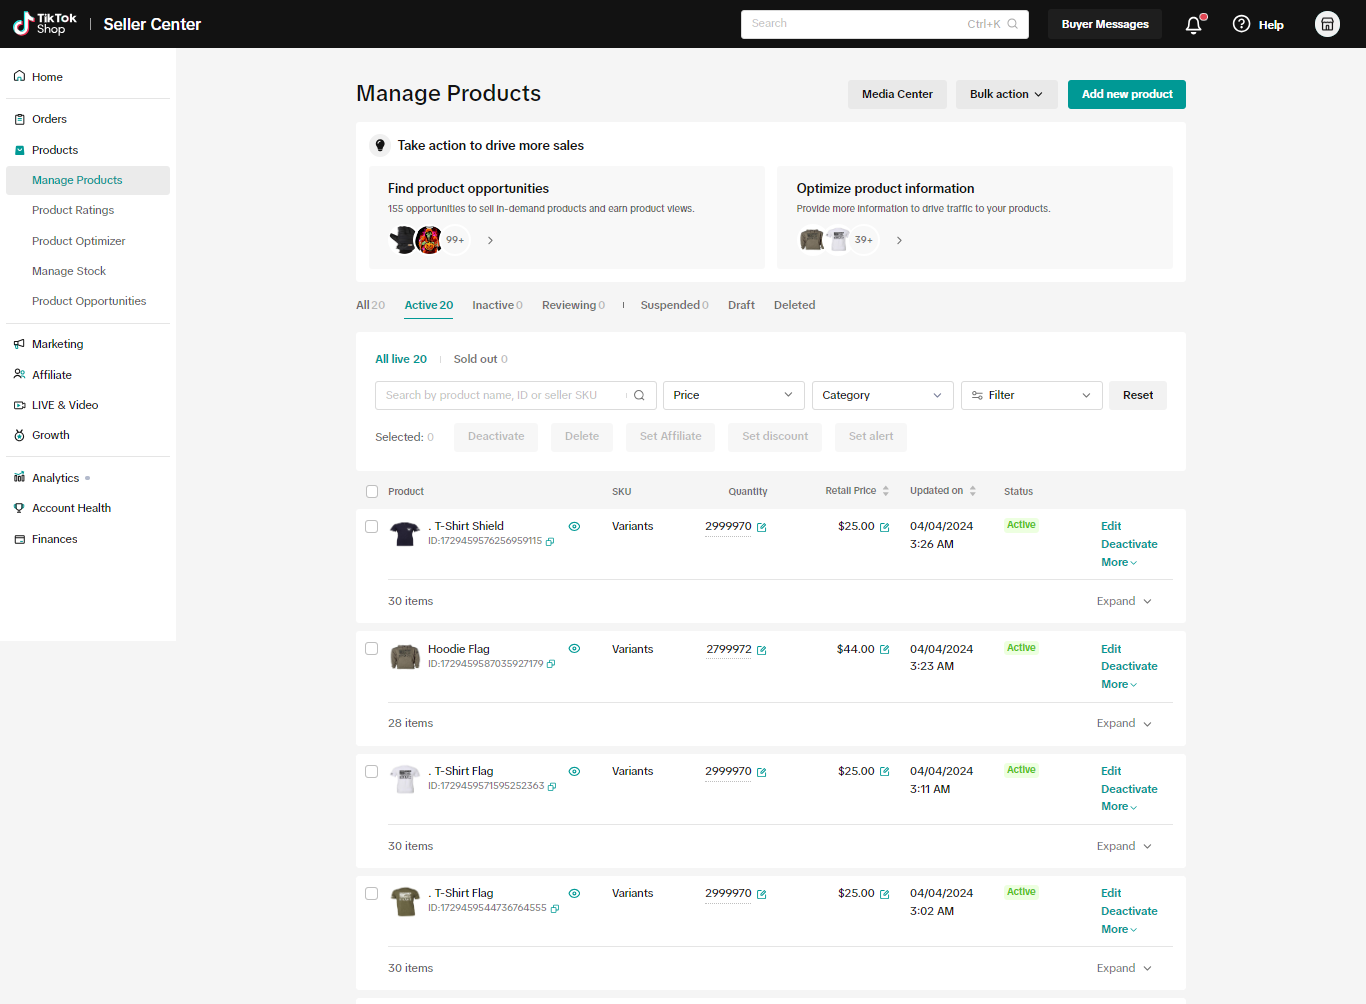 TikTok Shop | Seller Center
Search Ctrl+K
Buyer Messages
Help
Home
Orders
Products
Manage Products
Product Ratings
Product Optimizer
Manage Stock
Product Opportunities
Marketing
Affiliate
LIVE & Video
Growth
Analytics
Account Health
Finances
Manage Products
Media Center
Bulk action
Add new product
Take action to drive more sales
Find product opportunities
155 opportunities to sell in-demand products and earn product views.
99+
Optimize product information
Provide more information to drive traffic to your products.
39+
All 20 Active 20 Inactive 0 Reviewing 0 Suspended 0 Draft Deleted
All live 20 Sold out 0
Search by product name, ID or seller SKU
Price
Category
Filter
Reset
Selected: 0 Deactivate Delete Set Affiliate Set discount Set alert
Product SKU Quantity Retail Price Updated on Status
. T-Shirt Shield Variants 2999970 $25.00 04/04/2024 Active Edit
ID:1729459576256959115 3:26 AM Deactivate
More
30 items Expand
Hoodie Flag Variants 2799972 $44.00 04/04/2024 Active Edit
ID:1729459587035927179 3:23 AM Deactivate
More
28 items Expand
. T-Shirt Flag Variants 2999970 $25.00 04/04/2024 Active Edit
ID:1729459571595252363 3:11 AM Deactivate
More
30 items Expand
. T-Shirt Flag Variants 2999970 $25.00 04/04/2024 Active Edit
ID:1729459544736764555 3:02 AM Deactivate
More
30 items Expand